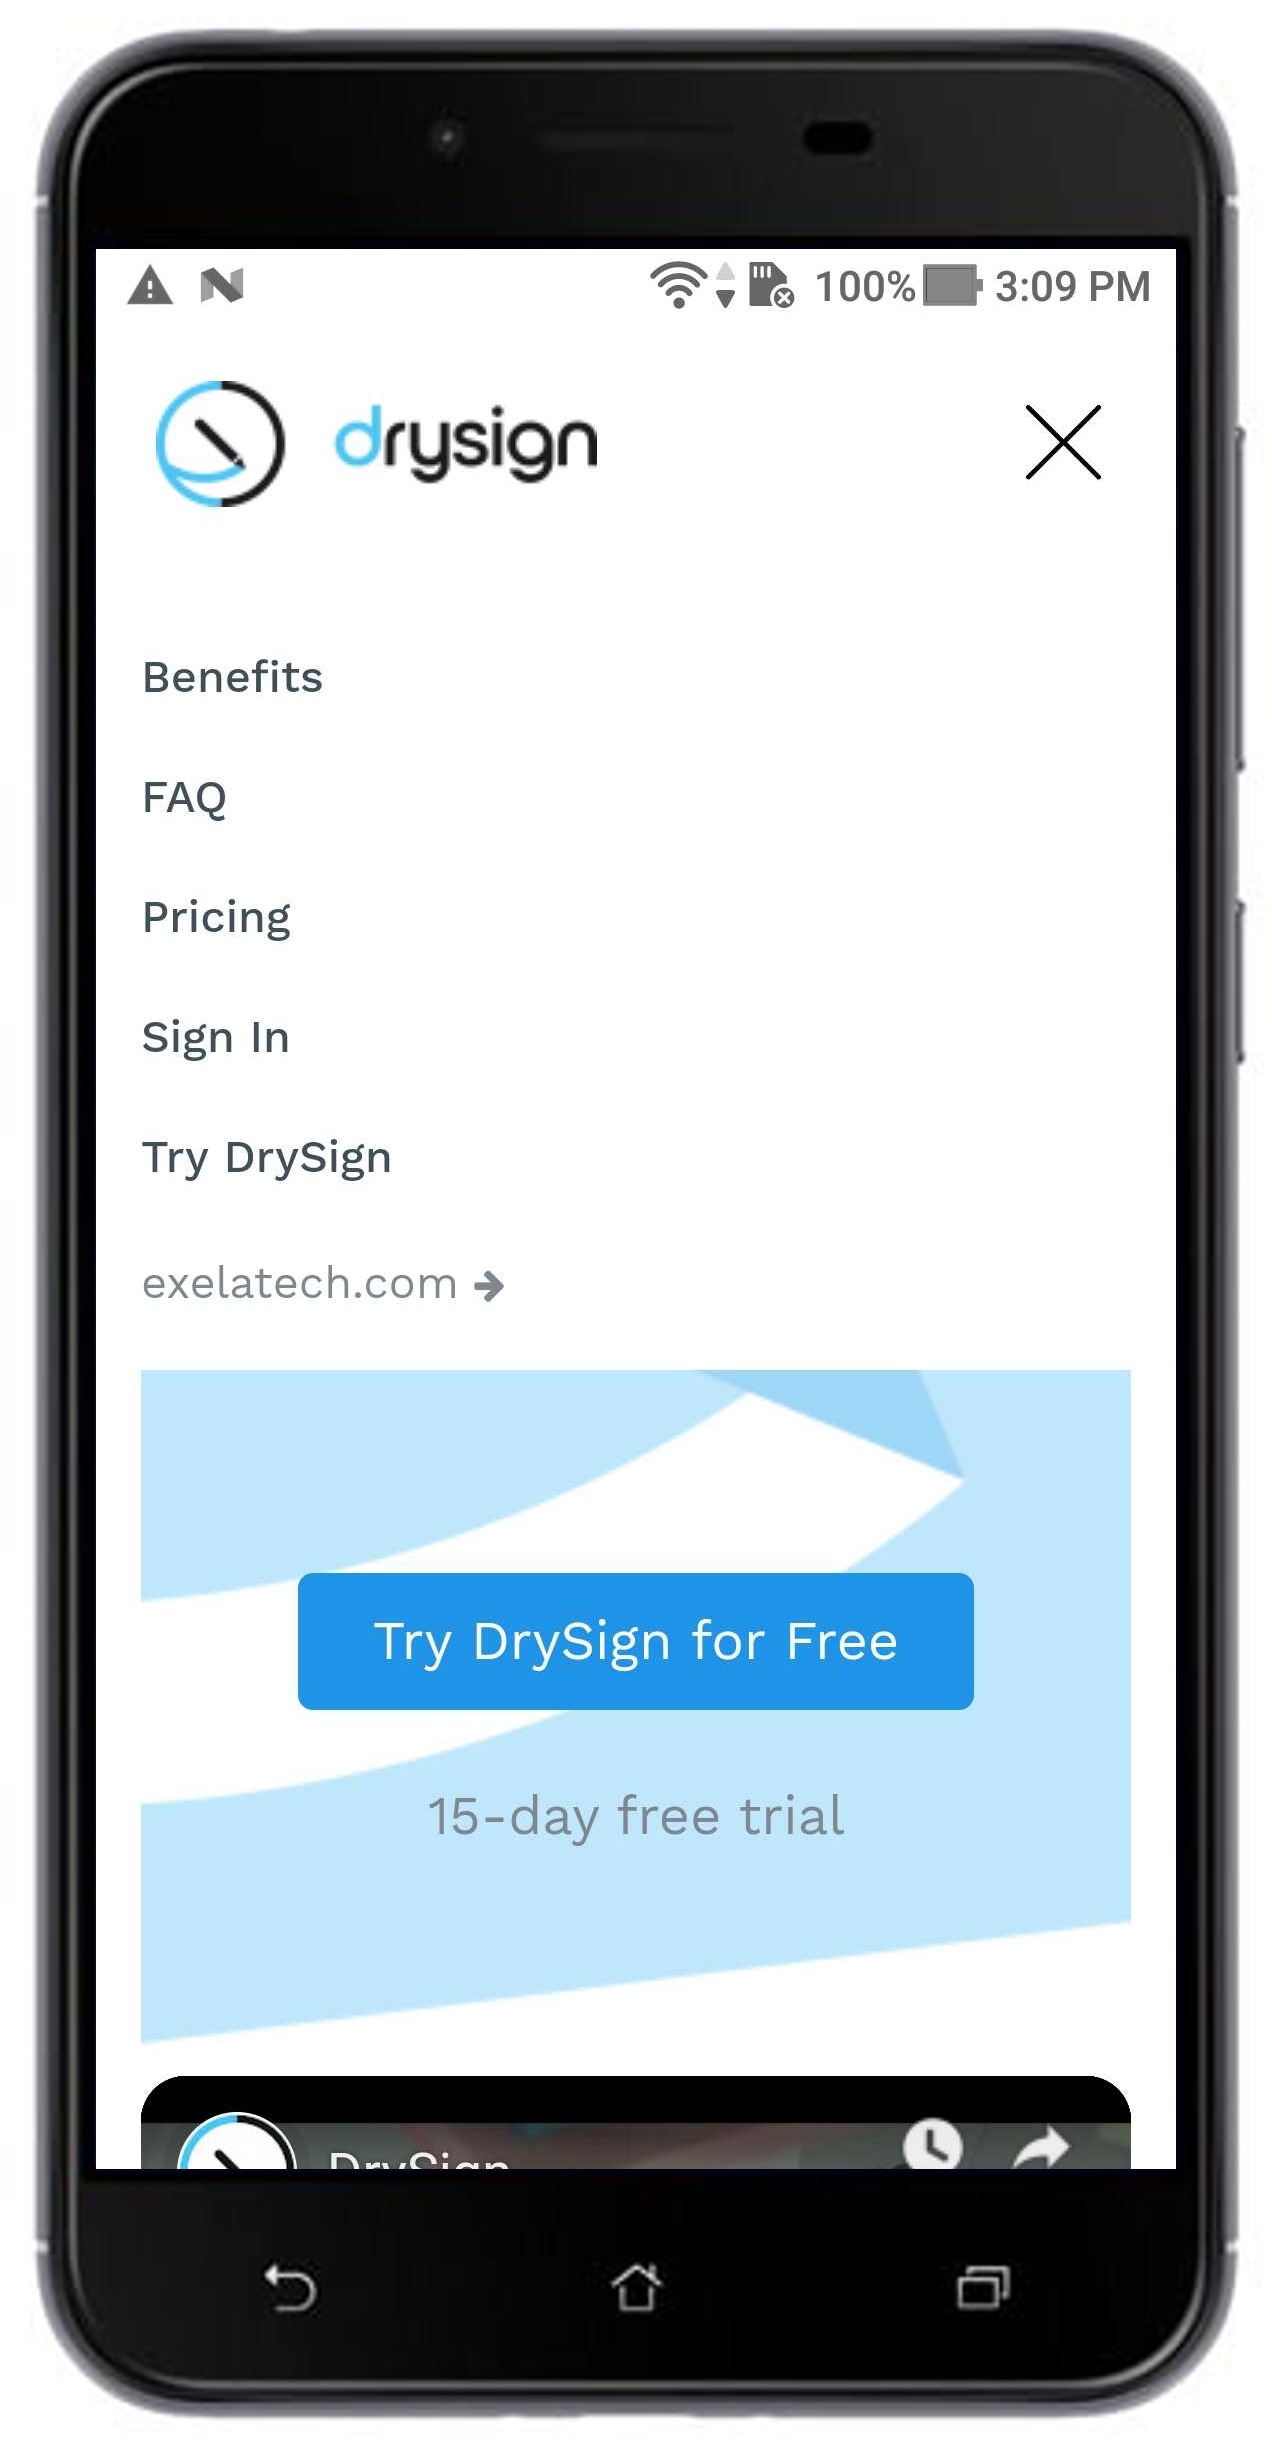 100% 3:09 PM
drysign
Benefits
FAQ
Pricing
Sign In
Try DrySign
exelatech.com
Try DrySign for Free
15-day free trial
DrySign